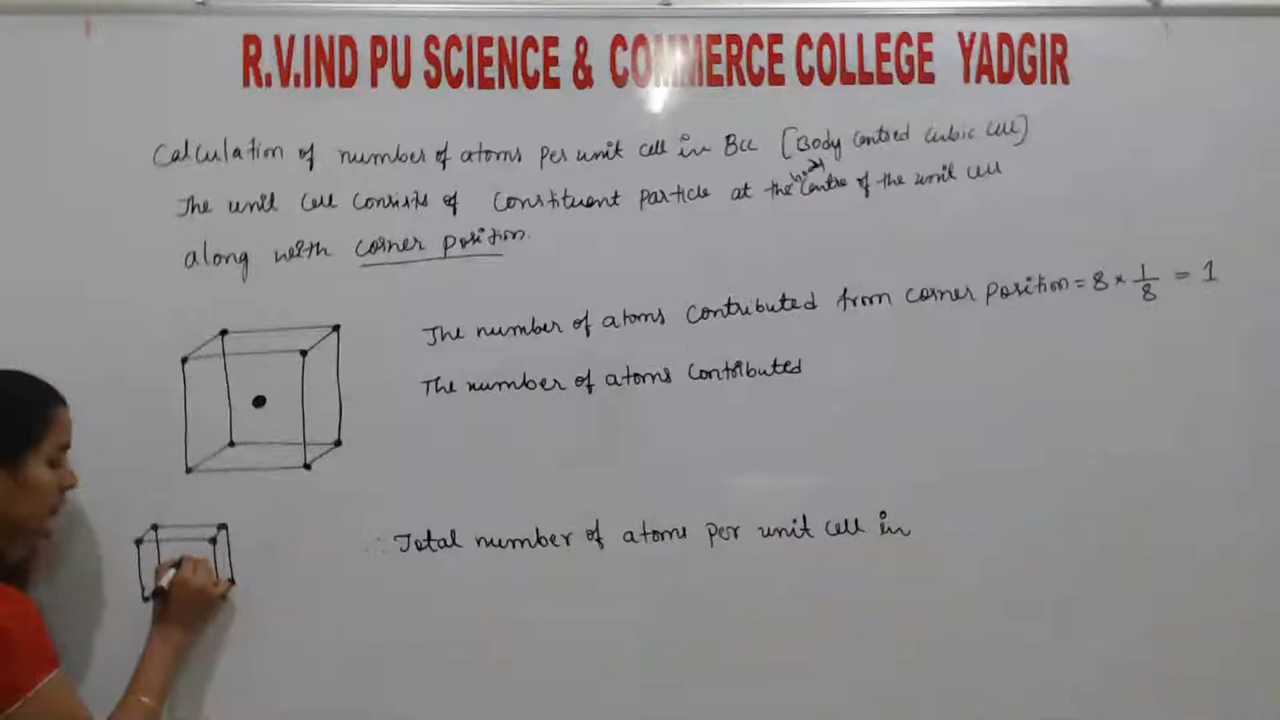 R.V.IND PU SCIENCE & COMMERCE COLLEGE YADGIR
Calculation of number of atoms per unit cell in Bcc [Body centred cubic cell]
The unit cell consists of constituent particle at the body centre of the unit cell
along with corner position.
The number of atoms contributed from corner position = 8 × 1/8 = 1
The number of atoms contributed
∴ Total number of atoms per unit cell in